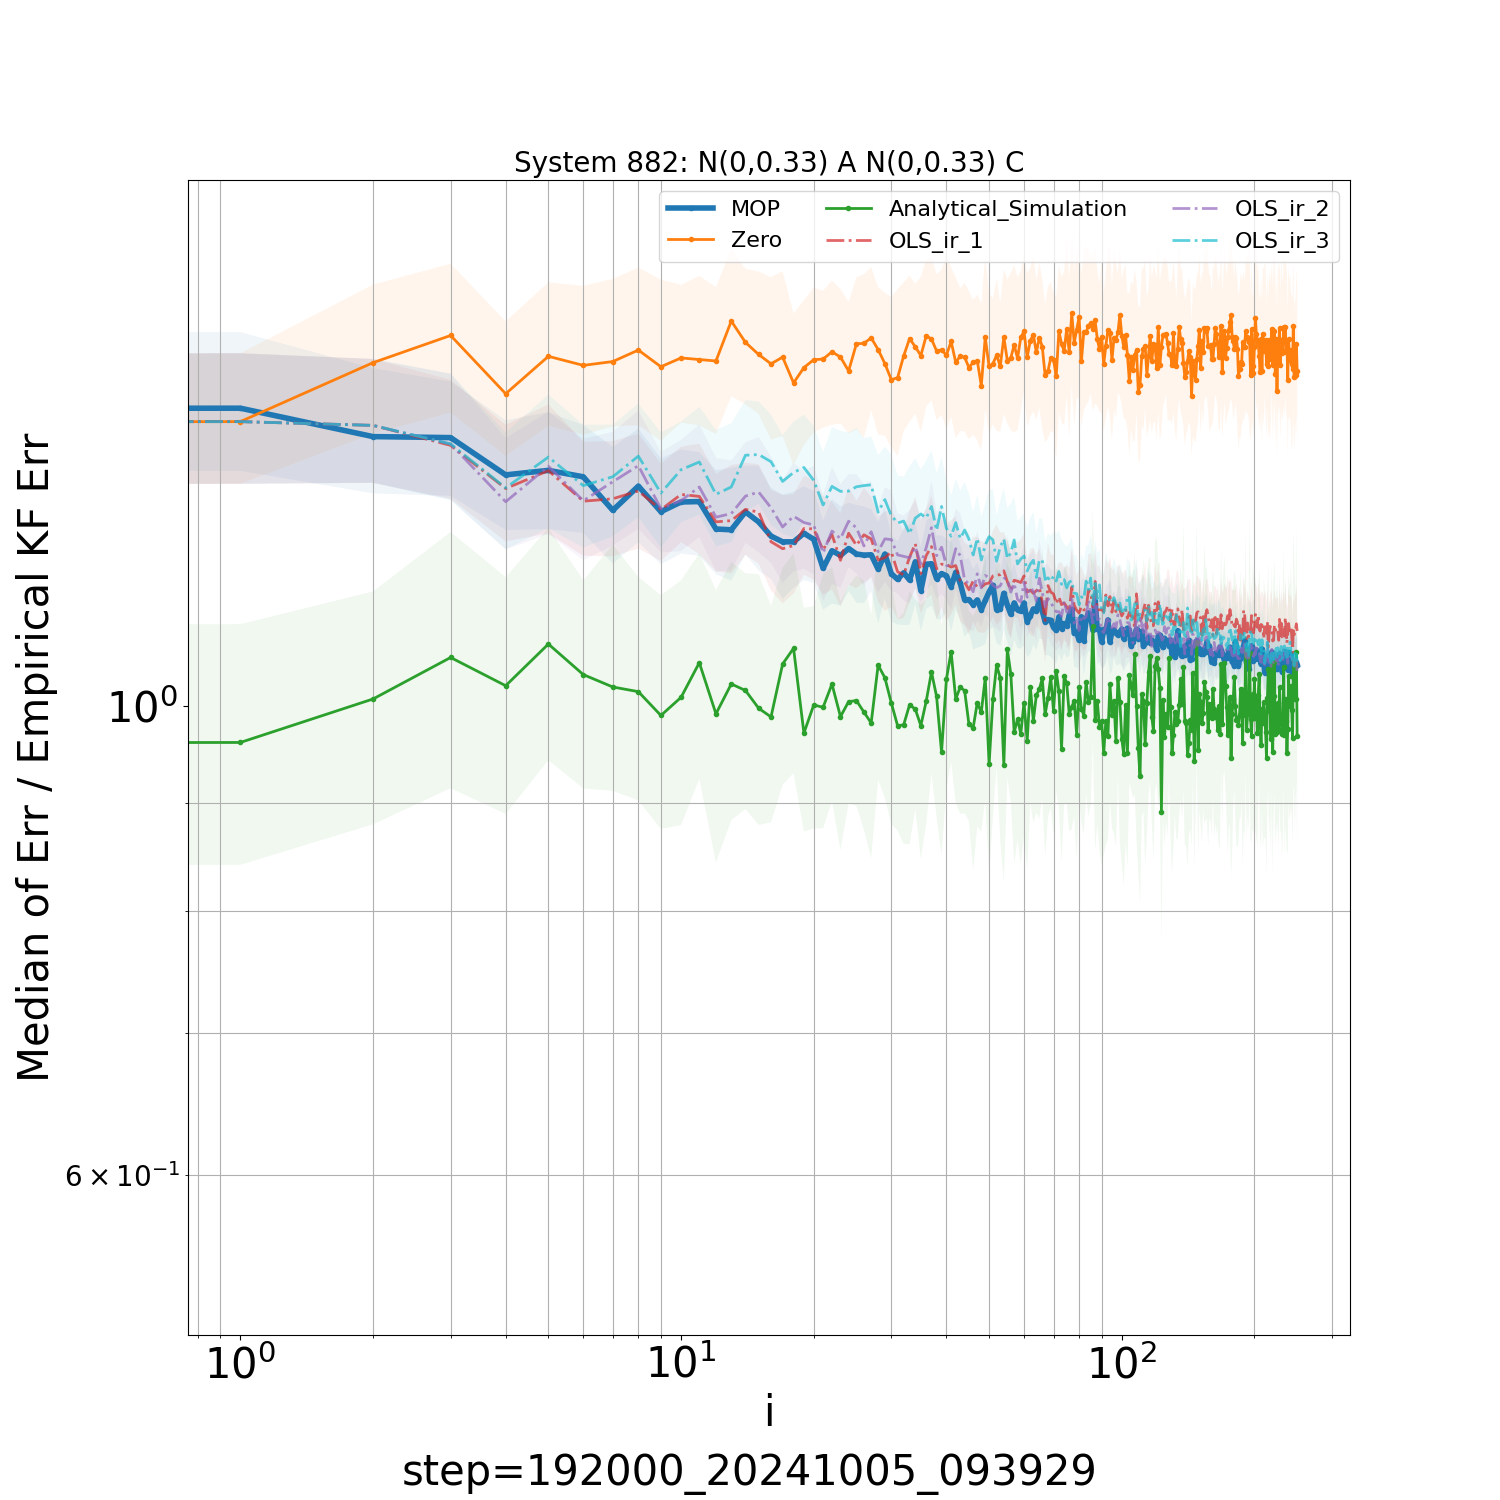 System 882: N(0,0.33) A N(0,0.33) C
MOP
Zero
Analytical_Simulation
OLS_ir_1
OLS_ir_2
OLS_ir_3
Median of Err / Empirical KF Err
10⁰
6 × 10⁻¹
10⁰ 10¹ 10²
i
step=192000_20241005_093929